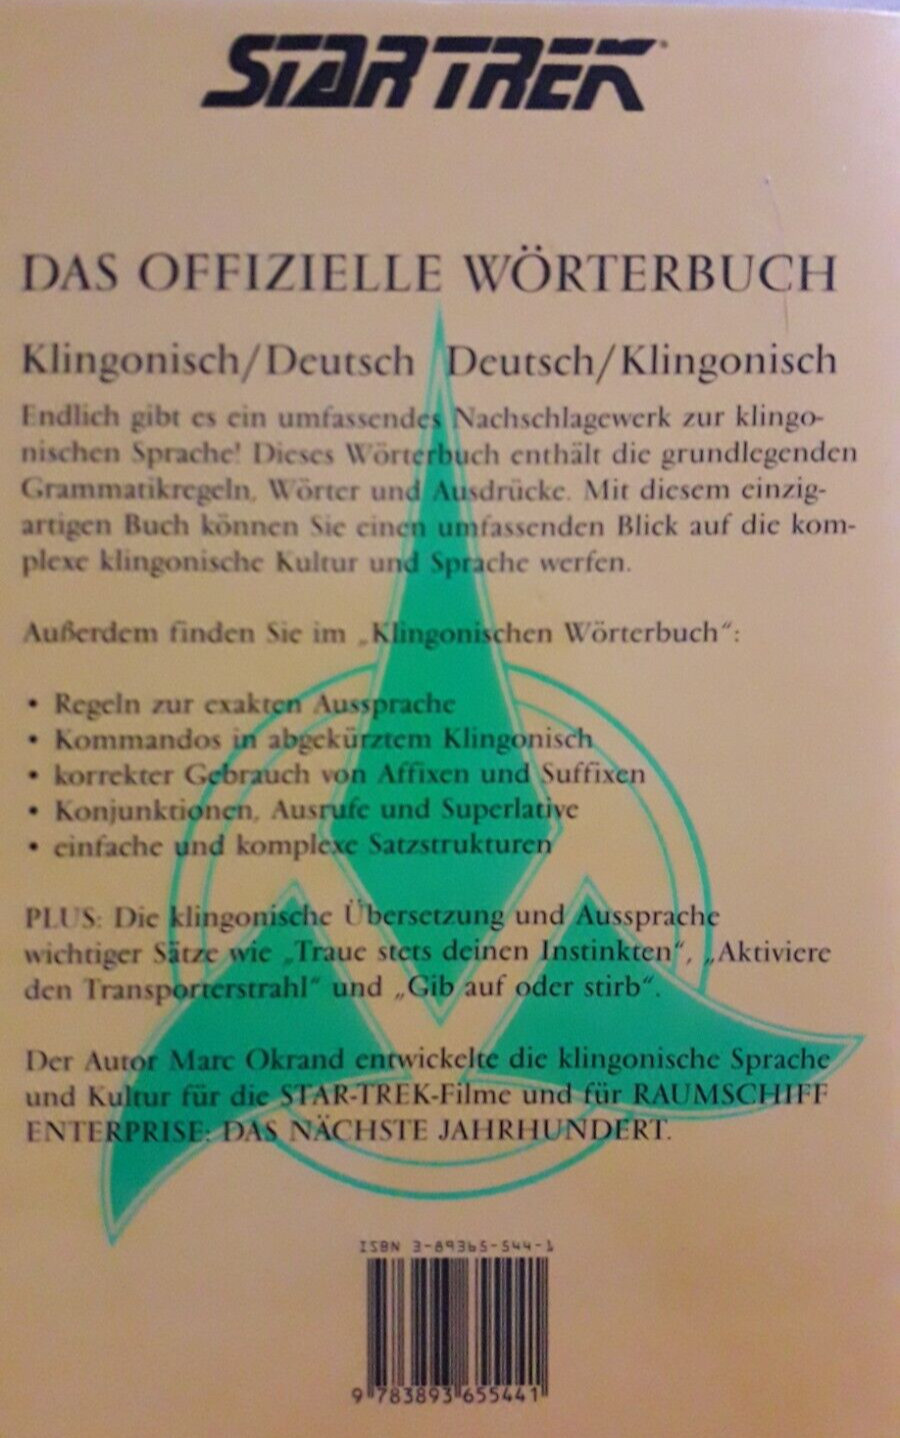 STAR TREK
DAS OFFIZIELLE WÖRTERBUCH
Klingonisch/Deutsch Deutsch/Klingonisch
Endlich gibt es ein umfassendes Nachschlagewerk zur klingo-
nischen Sprache! Dieses Wörterbuch enthält die grundlegenden
Grammatikregeln, Wörter und Ausdrücke. Mit diesem einzig-
artigen Buch können Sie einen umfassenden Blick auf die kom-
plexe klingonische Kultur und Sprache werfen.
Außerdem finden Sie im „Klingonischen Wörterbuch“:
• Regeln zur exakten Aussprache
• Kommandos in abgekürztem Klingonisch
• korrekter Gebrauch von Affixen und Suffixen
• Konjunktionen, Ausrufe und Superlative
• einfache und komplexe Satzstrukturen
PLUS: Die klingonische Übersetzung und Aussprache
wichtiger Sätze wie „Traue stets deinen Instinkten“, „Aktiviere
den Transporterstrahl“ und „Gib auf oder stirb“.
Der Autor Marc Okrand entwickelte die klingonische Sprache
und Kultur für die STAR-TREK-Filme und für RAUMSCHIFF
ENTERPRISE: DAS NÄCHSTE JAHRHUNDERT.
ISBN 3-89365-544-1
9 783893 655441